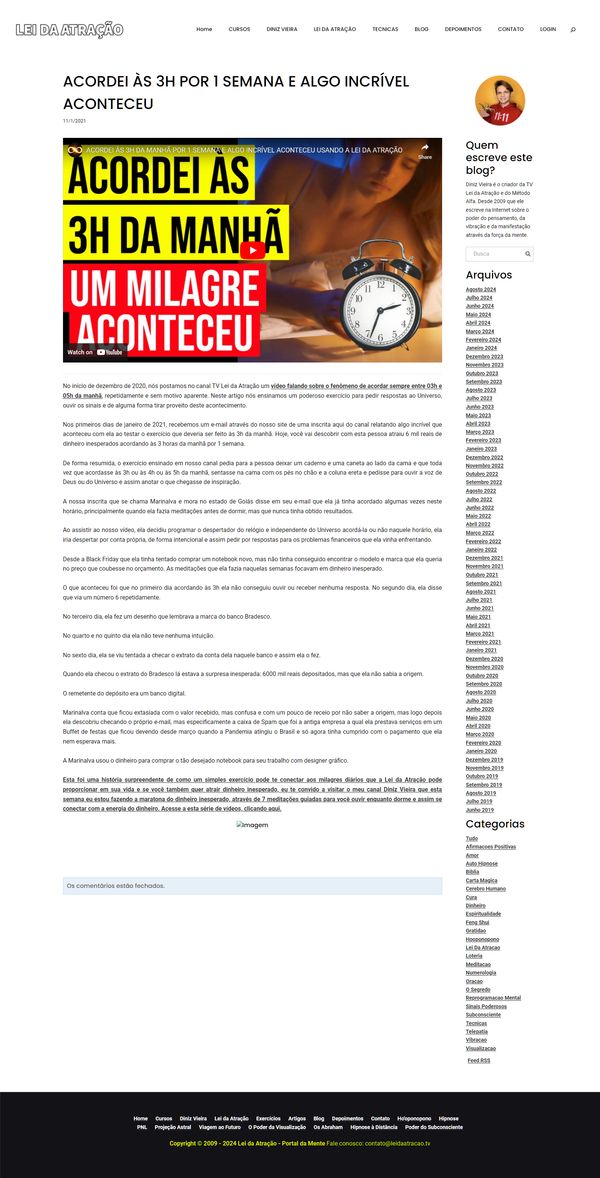 LEI DA ATRAÇÃO
Home CURSOS DINIZ VIEIRA LEI DA ATRAÇÃO TECNICAS BLOG DEPOIMENTOS CONTATO LOGIN
ACORDEI ÀS 3H POR 1 SEMANA E ALGO INCRÍVEL
ACONTECEU
11/1/2021
ACORDEI ÀS 3H DA MANHÃ POR 1 SEMANA E ALGO INCRÍVEL ACONTECEU USANDO A LEI DA ATRAÇÃO
Share
ACORDEI ÀS
3H DA MANHÃ
UM MILAGRE
ACONTECEU
Watch on YouTube
No início de dezembro de 2020, nós postamos no canal TV Lei da Atração um vídeo falando sobre o fenômeno de acordar sempre entre 03h e
05h da manhã, repetidamente e sem motivo aparente. Neste artigo nós ensinamos um poderoso exercício para pedir respostas ao Universo,
ouvir os sinais e de alguma forma tirar proveito deste acontecimento.
Nos primeiros dias de janeiro de 2021, recebemos um e-mail através do nosso site de uma inscrita aqui do canal relatando algo incrível que
aconteceu com ela ao testar o exercício que deveria ser feito às 3h da manhã. Hoje, você vai descobrir com esta pessoa atraiu 6 mil reais de
dinheiro inesperados acordando às 3 horas da manhã por 1 semana.
De forma resumida, o exercício ensinado em nosso canal pedia para a pessoa deixar um caderno e uma caneta ao lado da cama e que toda
vez que acordasse às 3h ou às 4h ou às 5h da manhã, sentasse na cama com os pés no chão e a coluna ereta e pedisse para ouvir a voz de
Deus ou do Universo e assim anotar o que chegasse de inspiração.
A nossa inscrita que se chama Marinalva e mora no estado de Goiás disse em seu e-mail que ela já tinha acordado algumas vezes neste
horário, principalmente quando ela fazia meditações antes de dormir, mas que nunca tinha obtido resultados.
Ao assistir ao nosso vídeo, ela decidiu programar o despertador do relógio e independente do Universo acordá-la ou não naquele horário, ela
iria despertar por conta própria, de forma intencional e assim pedir por respostas para os problemas financeiros que ela vinha enfrentando.
Desde a Black Friday que ela tinha tentado comprar um notebook novo, mas não tinha conseguido encontrar o modelo e marca que ela queria
no preço que coubesse no orçamento. As meditações que ela fazia naquelas semanas focavam em dinheiro inesperado.
O que aconteceu foi que no primeiro dia acordando às 3h ela não conseguiu ouvir ou receber nenhuma resposta. No segundo dia, ela disse
que via um número 6 repetidamente.
No terceiro dia, ela fez um desenho que lembrava a marca do banco Bradesco.
No quarto e no quinto dia ela não teve nenhuma intuição.
No sexto dia, ela se viu tentada a checar o extrato da conta dela naquele banco e assim ela o fez.
Quando ela checou o extrato do Bradesco lá estava a surpresa inesperada: 6000 mil reais depositados, mas que ela não sabia a origem.
O remetente do depósito era um banco digital.
Marinalva conta que ficou extasiada com o valor recebido, mas confusa e com um pouco de receio por não saber a origem, mas logo depois
ela descobriu checando o próprio e-mail, mas especificamente a caixa de Spam que foi a antiga empresa a qual ela prestava serviços em um
Buffet de festas que ficou devendo desde março quando a Pandemia atingiu o Brasil e só agora tinha cumprido com o pagamento que ela
nem esperava mais.
A Marinalva usou o dinheiro para comprar o tão desejado notebook para seu trabalho com designer gráfico.
Esta foi uma história surpreendente de como um simples exercício pode te conectar aos milagres diários que a Lei da Atração pode
proporcionar em sua vida e se você também quer atrair dinheiro inesperado, eu te convido a visitar o meu canal Diniz Vieira que esta
semana eu estou fazendo a maratona do dinheiro inesperado, através de 7 meditações guiadas para você ouvir enquanto dorme e assim se
conectar com a energia do dinheiro. Acesse a esta série de vídeos, clicando aqui.
Imagem
Os comentários estão fechados.
11:11
Quem
escreve este
blog?
Diniz Vieira é o criador da TV
Lei da Atração e do Método
Alfa. Desde 2009 que ele
escreve na Internet sobre o
poder do pensamento, da
vibração e da manifestação
através da força da mente.
Busca
Arquivos
Agosto 2024
Julho 2024
Junho 2024
Maio 2024
Abril 2024
Março 2024
Fevereiro 2024
Janeiro 2024
Dezembro 2023
Novembro 2023
Outubro 2023
Setembro 2023
Agosto 2023
Julho 2023
Junho 2023
Maio 2023
Abril 2023
Março 2023
Fevereiro 2023
Janeiro 2023
Dezembro 2022
Novembro 2022
Outubro 2022
Setembro 2022
Agosto 2022
Julho 2022
Junho 2022
Maio 2022
Abril 2022
Março 2022
Fevereiro 2022
Janeiro 2022
Dezembro 2021
Novembro 2021
Outubro 2021
Setembro 2021
Agosto 2021
Julho 2021
Junho 2021
Maio 2021
Abril 2021
Março 2021
Fevereiro 2021
Janeiro 2021
Dezembro 2020
Novembro 2020
Outubro 2020
Setembro 2020
Agosto 2020
Julho 2020
Junho 2020
Maio 2020
Abril 2020
Março 2020
Fevereiro 2020
Janeiro 2020
Dezembro 2019
Novembro 2019
Outubro 2019
Setembro 2019
Agosto 2019
Julho 2019
Junho 2019
Categorias
Tudo
Afirmacoes Positivas
Amor
Auto Hipnose
Biblia
Carta Magica
Cerebro Humano
Cura
Dinheiro
Espiritualidade
Feng Shui
Gratidao
Hooponopono
Lei Da Atracao
Loteria
Meditacao
Numerologia
Oracao
O Segredo
Reprogramacao Mental
Sinais Poderosos
Subconsciente
Tecnicas
Telepatia
Vibracao
Visualizacao
Feed RSS
Home Cursos Diniz Vieira Lei da Atração Exercícios Artigos Blog Depoimentos Contato Ho'oponopono Hipnose
PNL Projeção Astral Viagem ao Futuro O Poder da Visualização Os Abraham Hipnose à Distância Poder do Subconsciente
Copyright © 2009 - 2024 Lei da Atração - Portal da Mente Fale conosco: contato@leidaatracao.tv